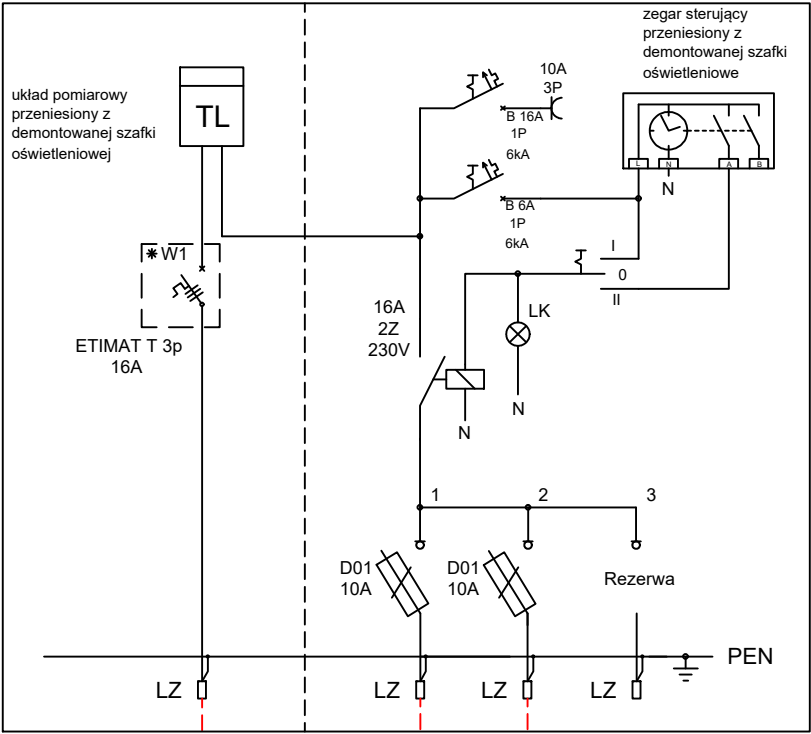 układ pomiarowy
przeniesiony z
demontowanej szafki
oświetleniowej
TL
✱ W1
ETIMAT T 3p
16A
zegar sterujący
przeniesiony z
demontowanej szafki
oświetleniowe
10A
3P
B 16A
1P
6kA
B 6A
1P
6kA
L
N
A
B
N
I
0
II
16A
2Z
230V
LK
N
N
1
2
3
D01
10A
D01
10A
Rezerwa
PEN
LZ
LZ
LZ
LZ